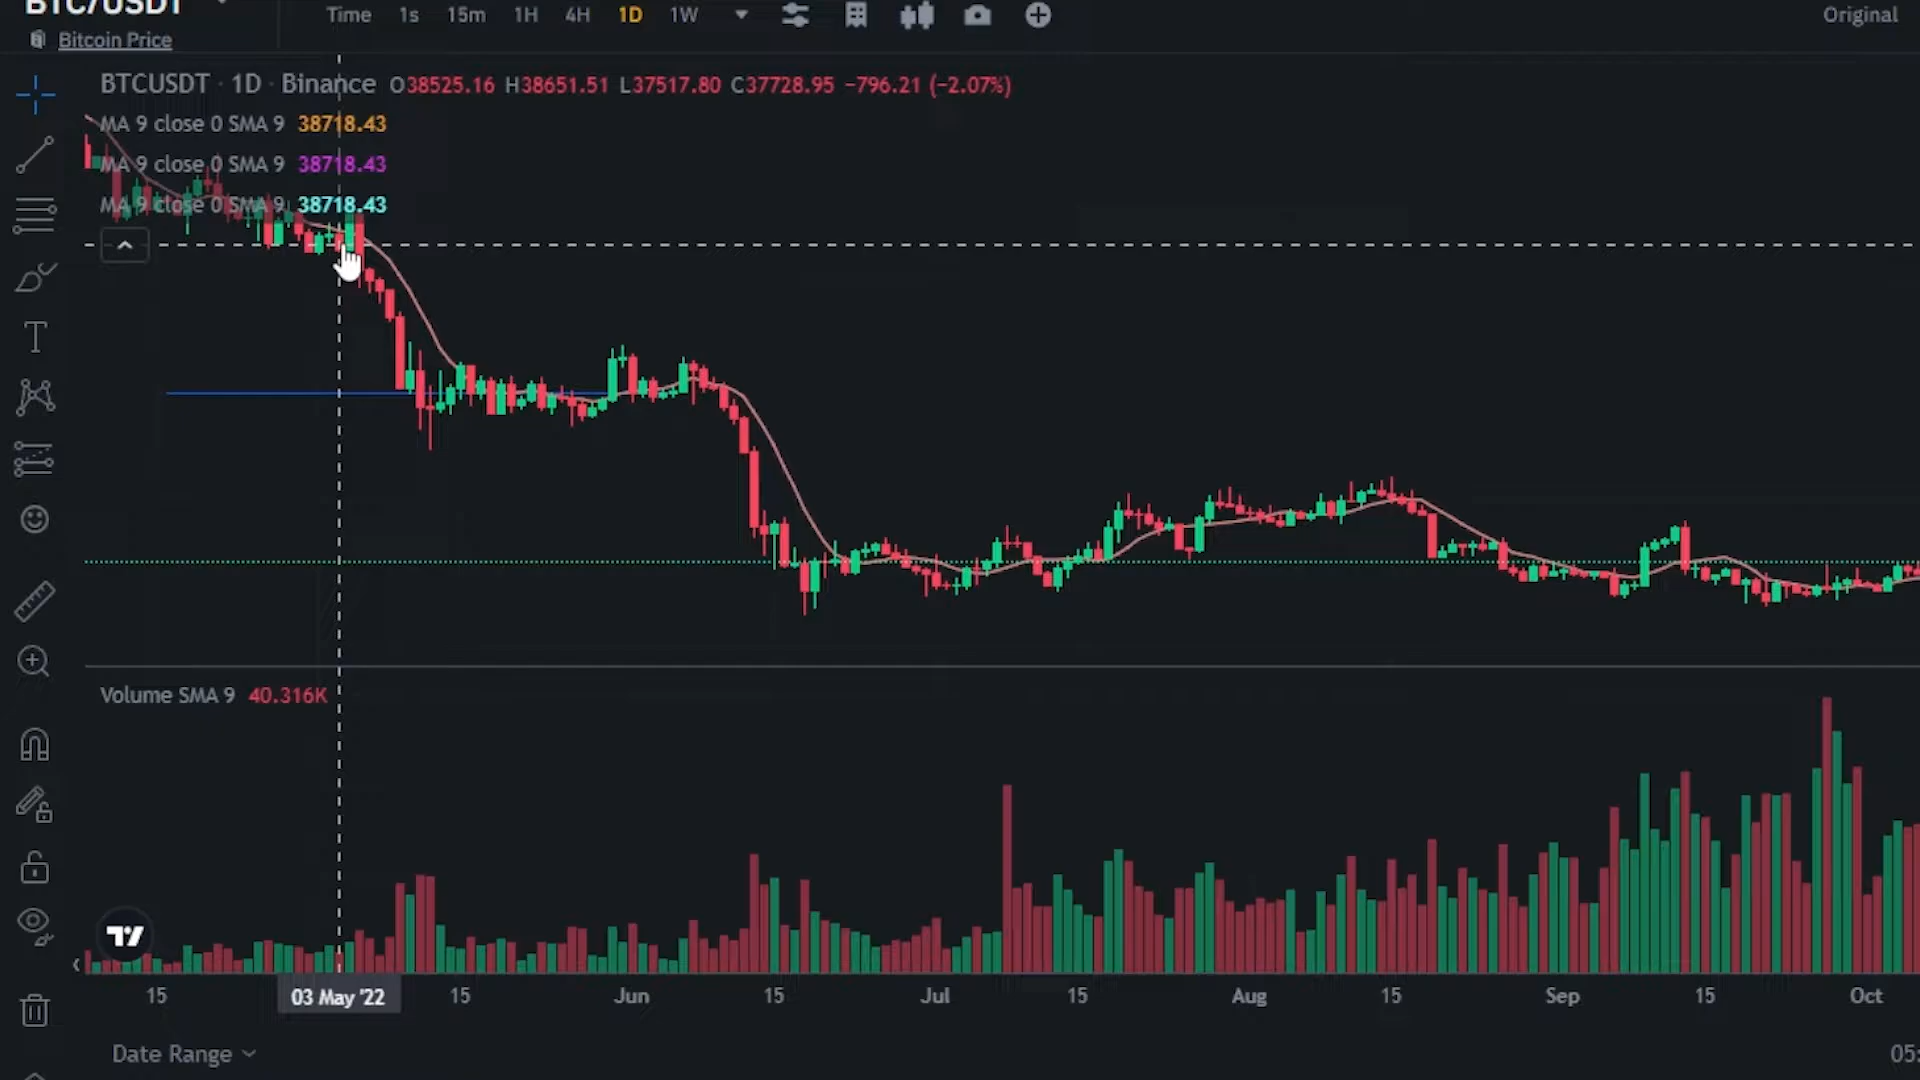 BTC/USDT
Time 1s 15m 1H 4H 1D 1W Original
Bitcoin Price
BTCUSDT · 1D · Binance O38525.16 H38651.51 L37517.80 C37728.95 −796.21 (−2.07%)
MA 9 close 0 SMA 9 38718.43
MA 9 close 0 SMA 9 38718.43
MA 9 close 0 SMA 9 38718.43
Volume SMA 9 40.316K
15 03 May '22 15 Jun 15 Jul 15 Aug 15 Sep 15 Oct
Date Range 05: